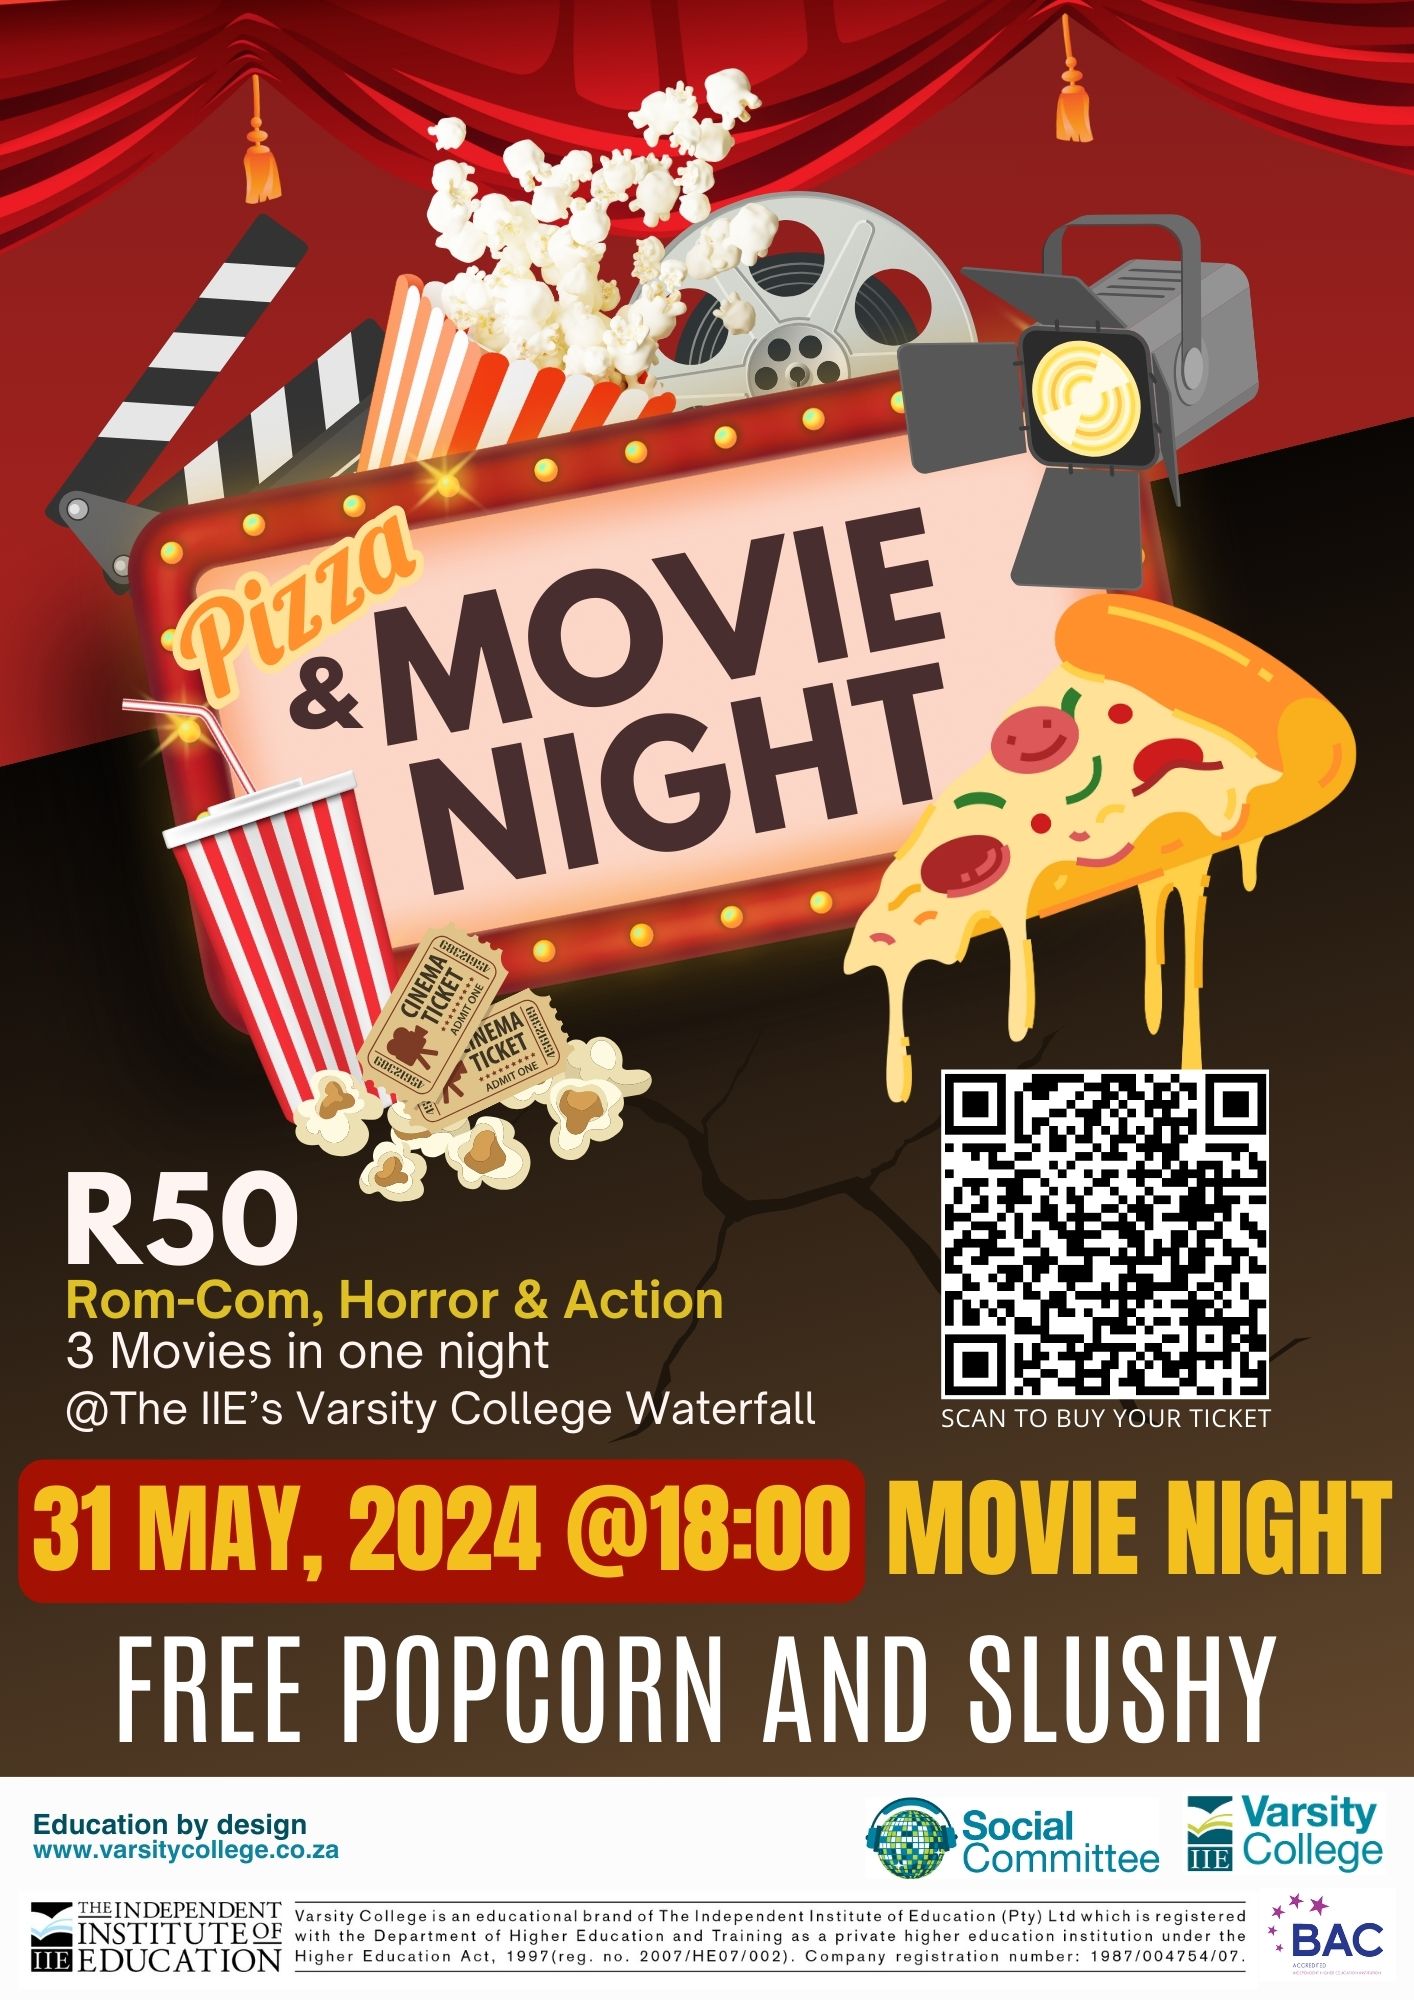 Pizza
& MOVIE
NIGHT
CINEMA
TICKET
ADMIT ONE
CINEMA
TICKET
ADMIT ONE
R50
Rom-Com, Horror & Action
3 Movies in one night
@The IIE's Varsity College Waterfall
SCAN TO BUY YOUR TICKET
31 MAY, 2024 @18:00 MOVIE NIGHT
FREE POPCORN AND SLUSHY
Education by design
www.varsitycollege.co.za
Social
Committee
IIE
Varsity
College
IIE
THE INDEPENDENT
INSTITUTE OF
EDUCATION
Varsity College is an educational brand of The Independent Institute of Education (Pty) Ltd which is registered
with the Department of Higher Education and Training as a private higher education institution under the
Higher Education Act, 1997(reg. no. 2007/HE07/002). Company registration number: 1987/004754/07.
BAC
ACCREDITED
INDEPENDENT HIGHER EDUCATION INSTITUTION